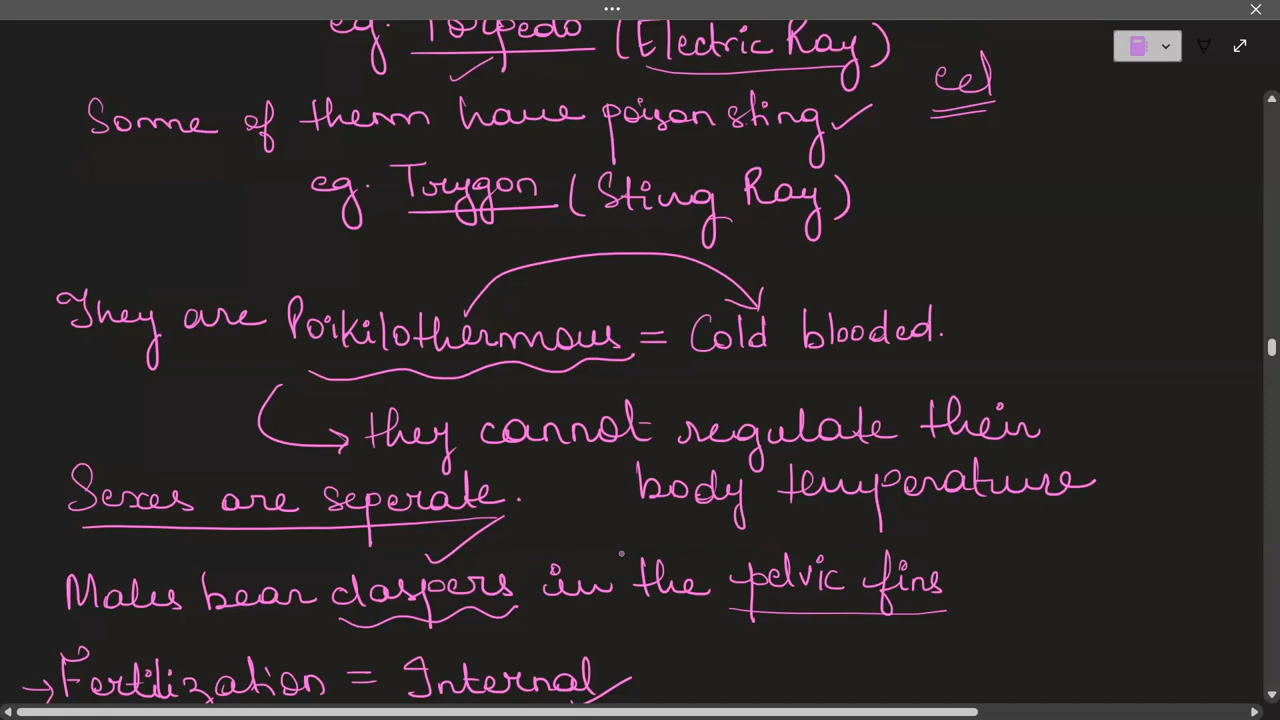 eg. Torpedo (Electric Ray)
eel
Some of them have poison sting ✓
eg. Trygon (Sting Ray)
They are Poikilothermous = Cold blooded.
→ they cannot regulate their
body temperature
Sexes are seperate.
Males bear claspers in the pelvic fins
→ Fertilization = Internal